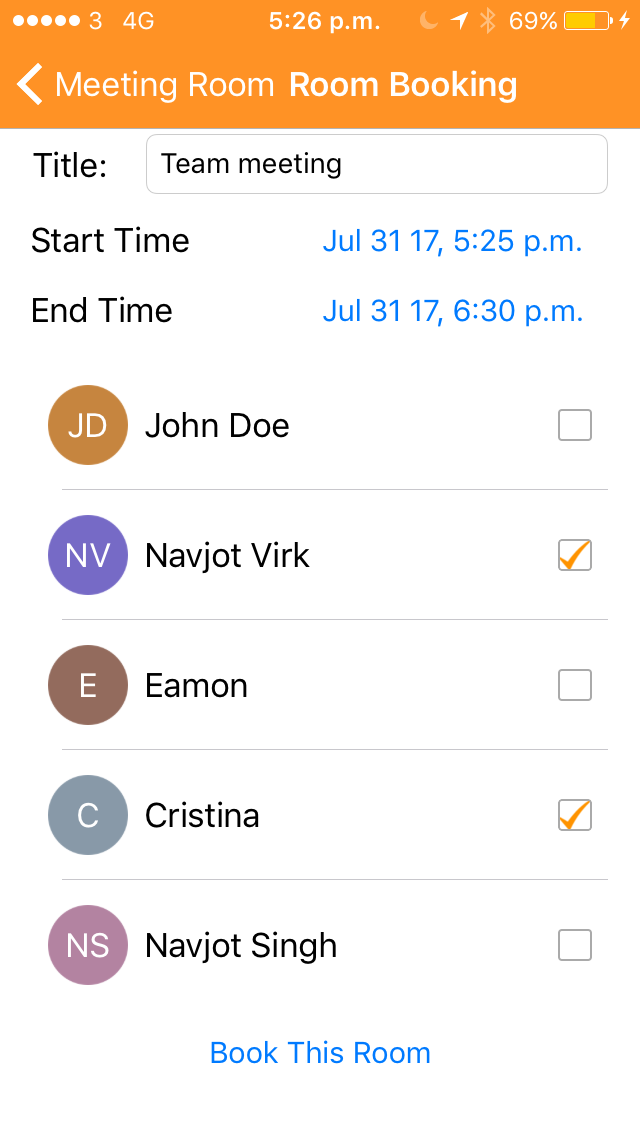 3 4G 5:26 p.m. 69%
Meeting Room Room Booking
Title: Team meeting
Start Time Jul 31 17, 5:25 p.m.
End Time Jul 31 17, 6:30 p.m.
JD John Doe
NV Navjot Virk
E Eamon
C Cristina
NS Navjot Singh
Book This Room